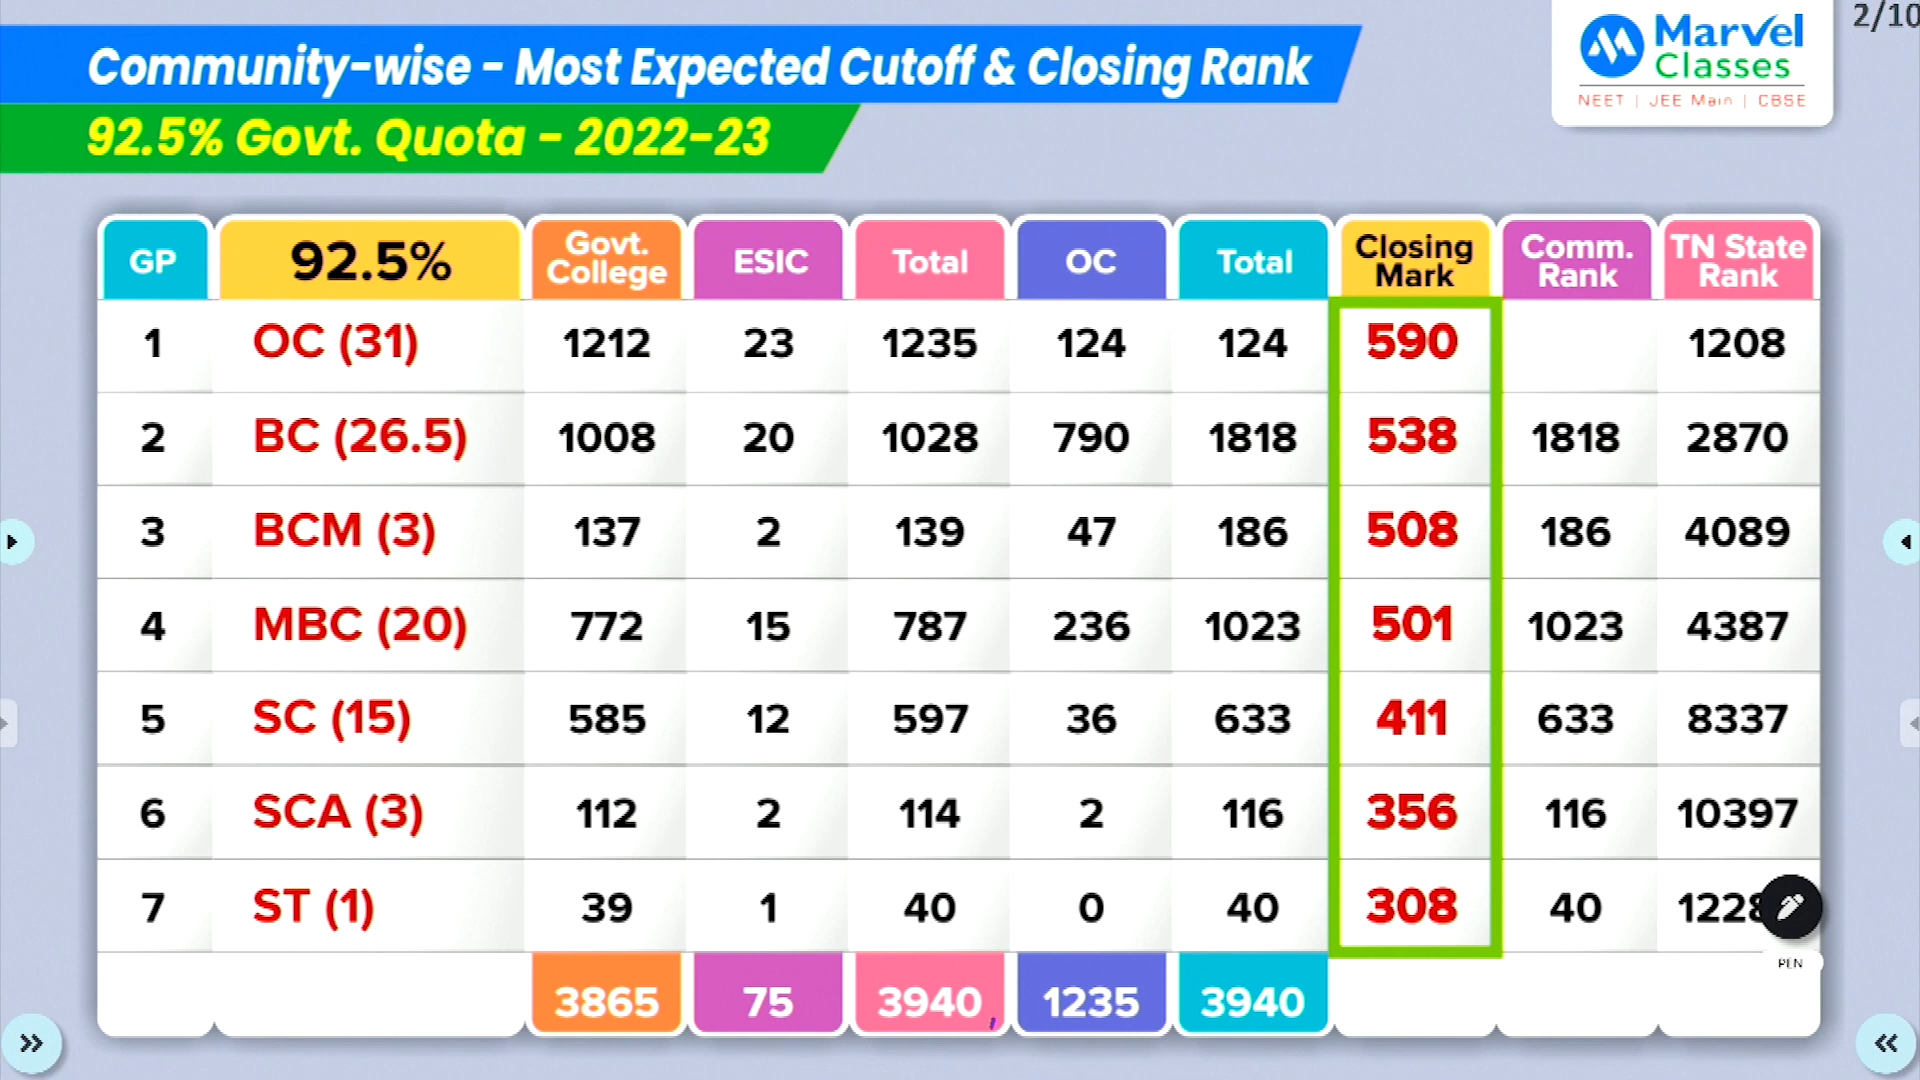 2/10
Marvel
Classes
NEET | JEE Main | CBSE
Community-wise - Most Expected Cutoff & Closing Rank
92.5% Govt. Quota - 2022-23
GP 92.5% Govt. College ESIC Total OC Total Closing Mark Comm. Rank TN State Rank
1 OC (31) 1212 23 1235 124 124 590 1208
2 BC (26.5) 1008 20 1028 790 1818 538 1818 2870
3 BCM (3) 137 2 139 47 186 508 186 4089
4 MBC (20) 772 15 787 236 1023 501 1023 4387
5 SC (15) 585 12 597 36 633 411 633 8337
6 SCA (3) 112 2 114 2 116 356 116 10397
7 ST (1) 39 1 40 0 40 308 40
PEN
3865 75 3940 1235 3940